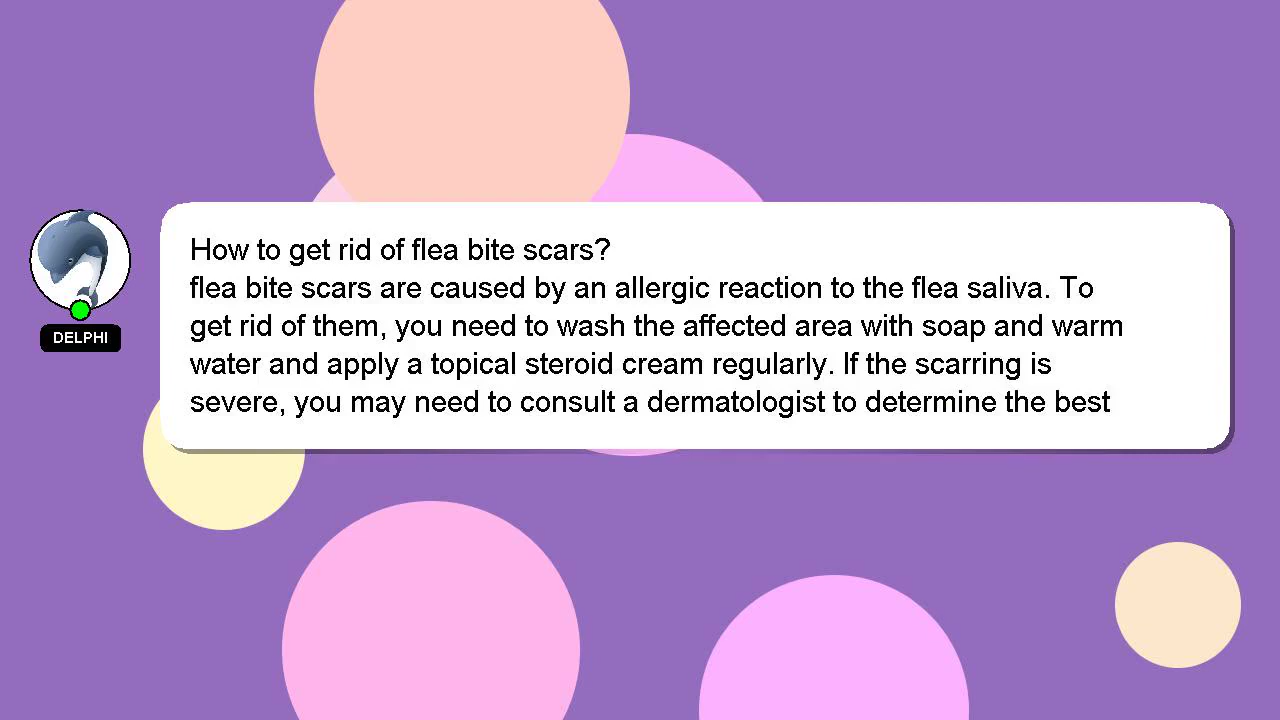 How to get rid of flea bite scars?
flea bite scars are caused by an allergic reaction to the flea saliva. To
get rid of them, you need to wash the affected area with soap and warm
water and apply a topical steroid cream regularly. If the scarring is
severe, you may need to consult a dermatologist to determine the best
DELPHI